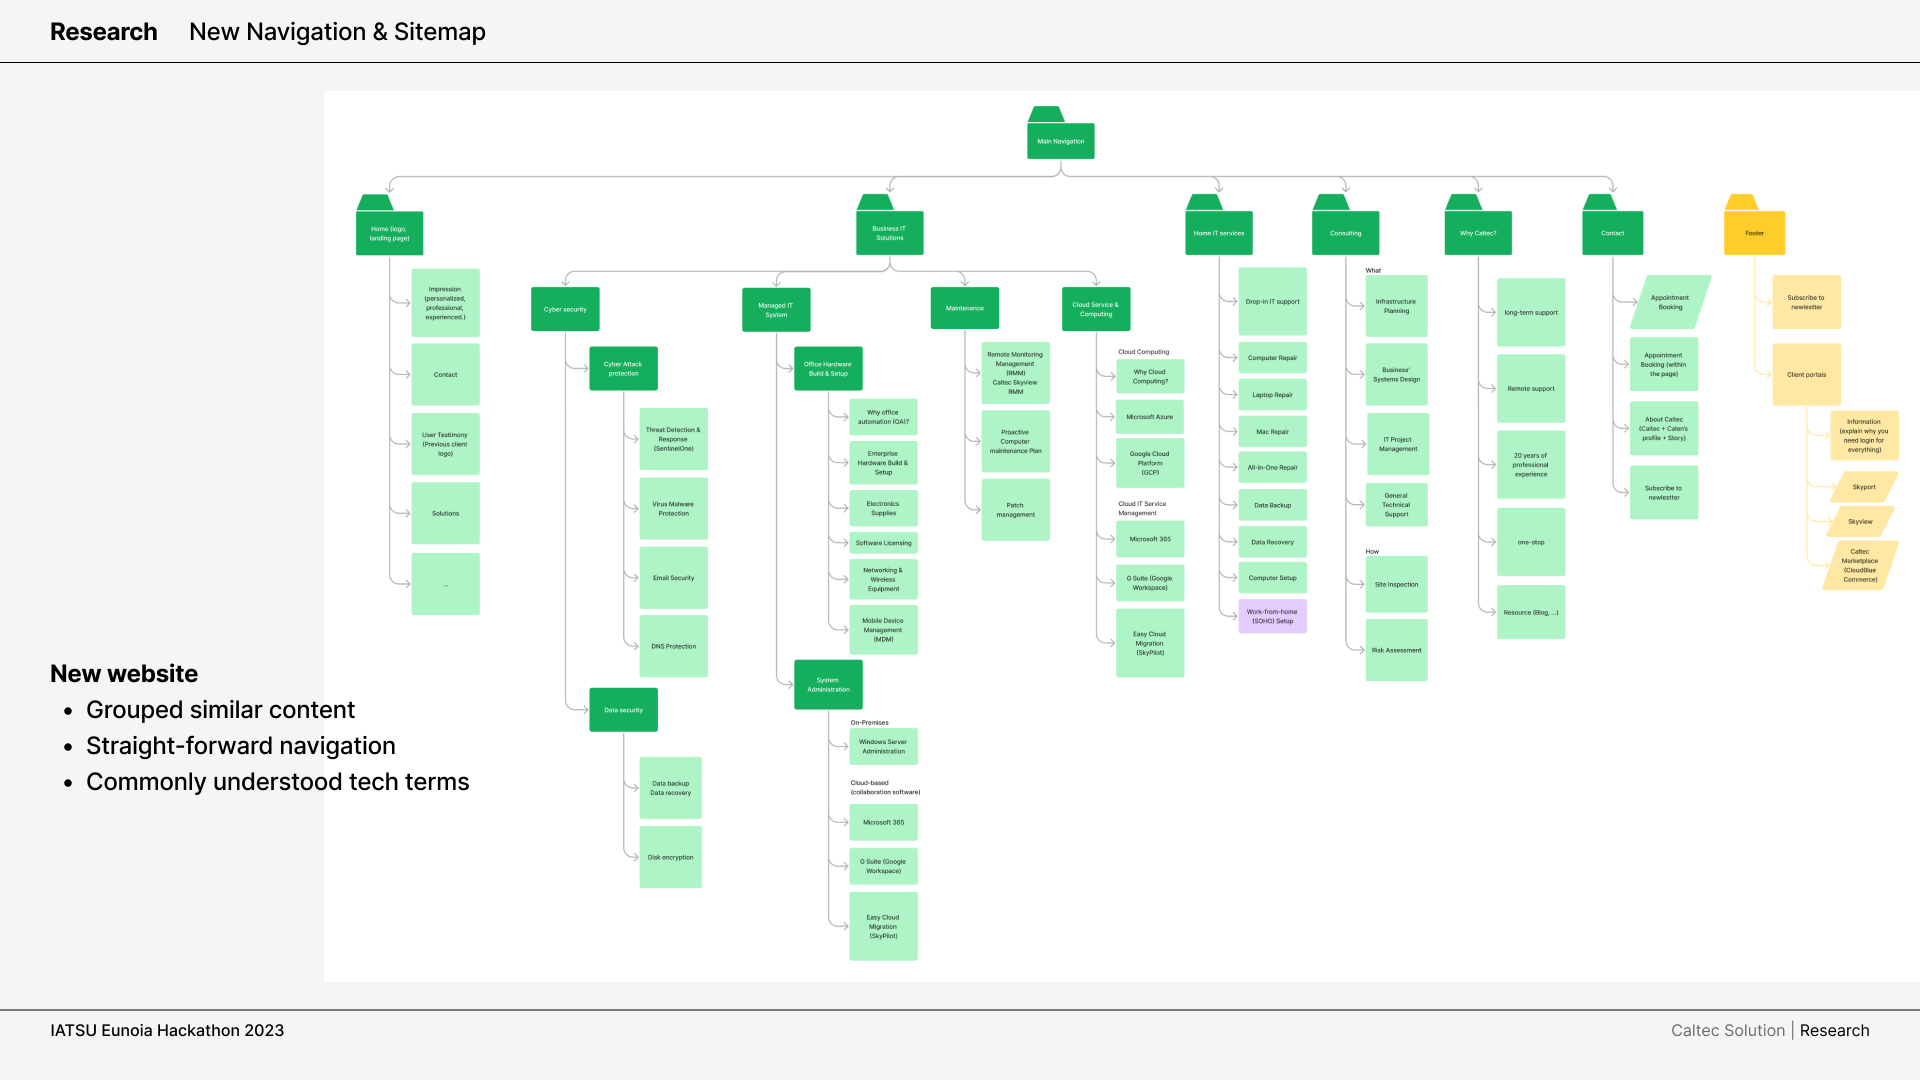 Research New Navigation & Sitemap
Main Navigation
Home (logo,
landing page)
Impression
(personalized,
professional,
experienced.)
Contact
User Testimony
(Previous client
logo)
Solutions
...
Business IT
Solutions
Cyber security
Cyber Attack
protection
Threat Detection &
Response
(SentinelOne)
Virus Malware
Protection
Email Security
DNS Protection
Data security
Data backup
Data recovery
Disk encryption
Managed IT
System
Office Hardware
Build & Setup
Why office
automation (OA)?
Enterprise
Hardware Build &
Setup
Electronics
Supplies
Software Licensing
Networking &
Wireless
Equipment
Mobile Device
Management
(MDM)
System
Administration
On-Premises
Windows Server
Administration
Cloud-based
(collaboration software)
Microsoft 365
G Suite (Google
Workspace)
Easy Cloud
Migration
(SkyPilot)
Maintenance
Remote Monitoring
Management
(RMM)
Caltec Skyview
RMM
Proactive
Computer
maintenance Plan
Patch
management
Cloud Service &
Computing
Cloud Computing
Why Cloud
Computing?
Microsoft Azure
Google Cloud
Platform
(GCP)
Cloud IT Service
Management
Microsoft 365
G Suite (Google
Workspace)
Easy Cloud
Migration
(SkyPilot)
Home IT services
Drop-in IT support
Computer Repair
Laptop Repair
Mac Repair
All-in-One Repair
Data Backup
Data Recovery
Computer Setup
Work-from-home
(SOHO) Setup
Consulting
What
Infrastructure
Planning
Business'
Systems Design
IT Project
Management
General
Technical
Support
How
Site Inspection
Risk Assessment
Why Caltec?
long-term support
Remote support
20 years of
professional
experience
one-stop
Resource (Blog, ...)
Contact
Appointment
Booking
Appointment
Booking (within
the page)
About Caltec
(Caltec + Calen's
profile + Story)
Subscribe to
newlestter
Footer
Subscribe to
newlestter
Client portals
Information
(explain why you
need login for
everything)
Skyport
Skyview
Caltec
Marketplace
(CloudBlue
Commerce)
New website
• Grouped similar content
• Straight-forward navigation
• Commonly understood tech terms
IATSU Eunoia Hackathon 2023
Caltec Solution | Research